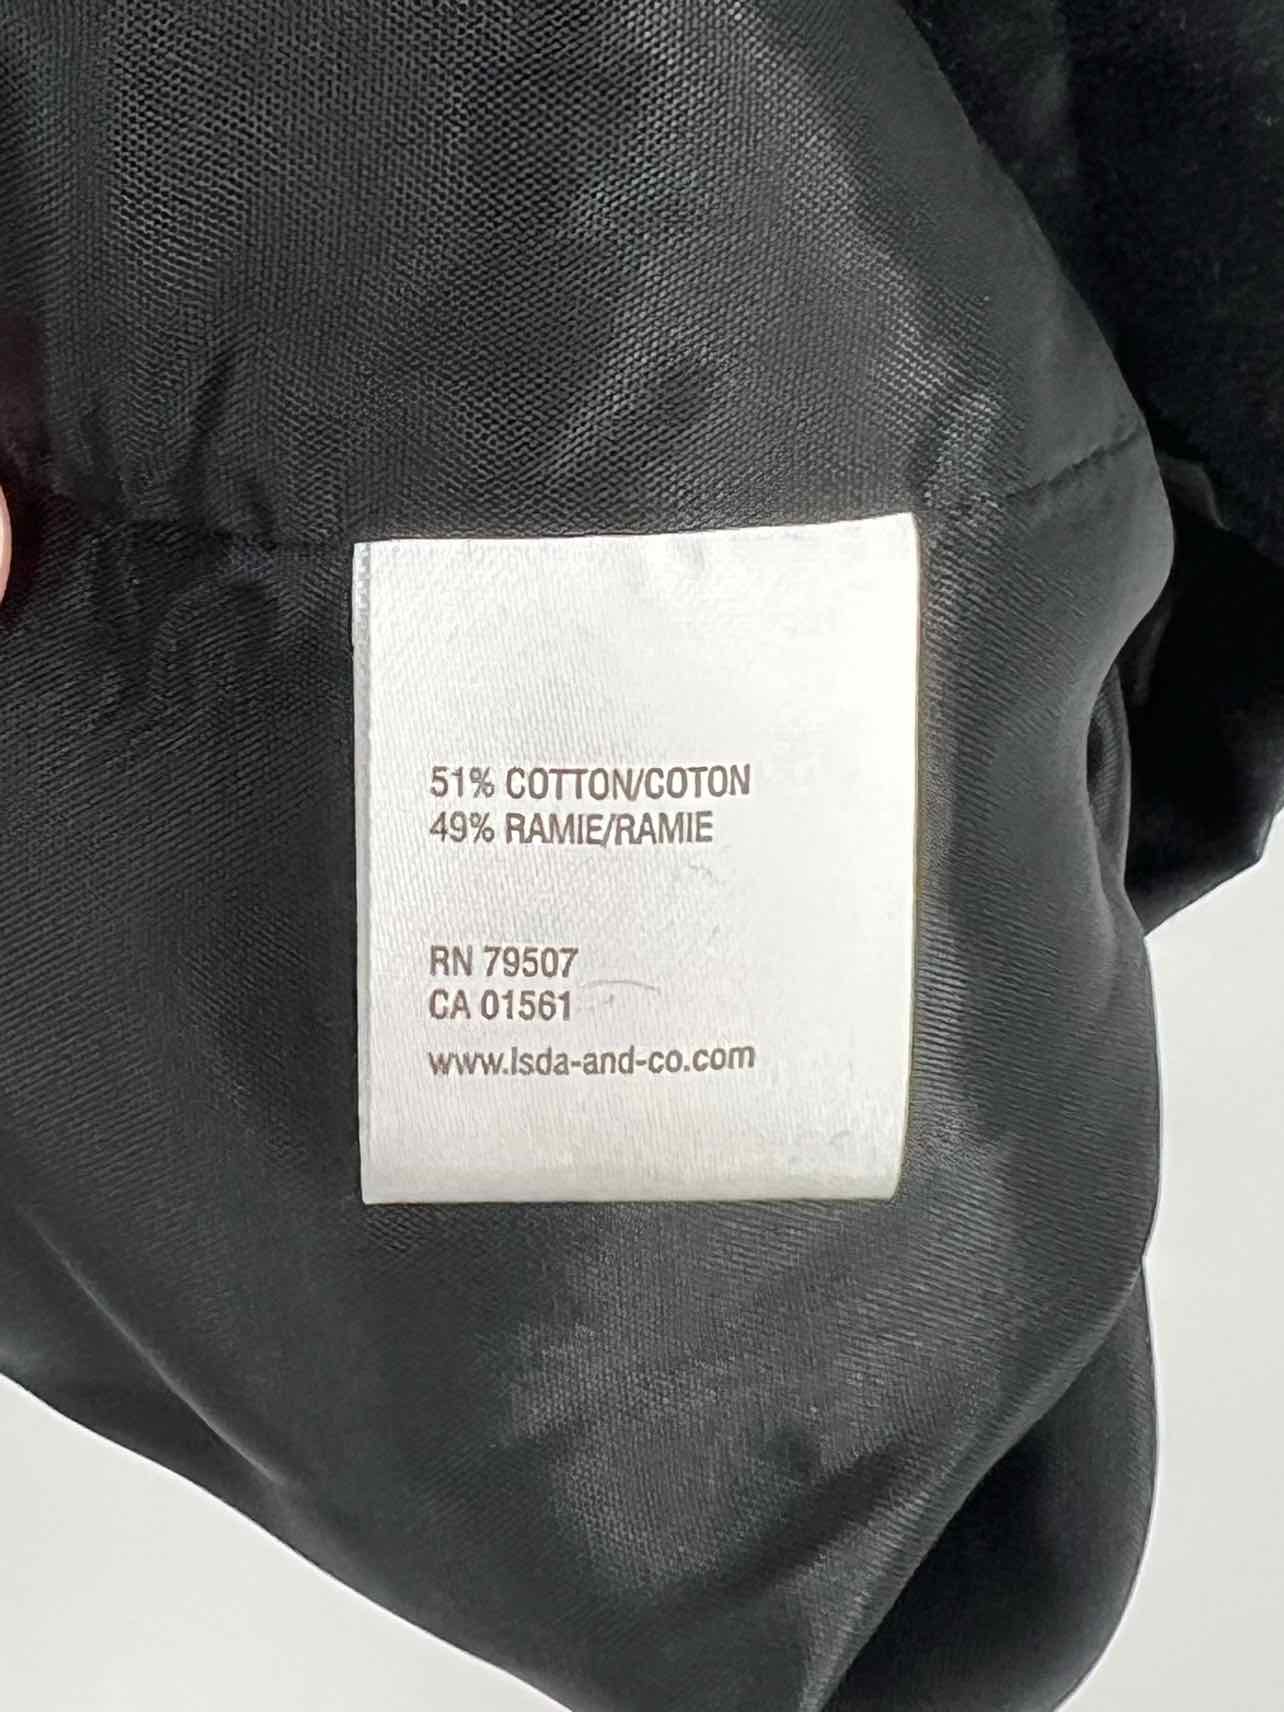 51% COTTON/COTON
49% RAMIE/RAMIE
RN 79507
CA 01561
www.lsda-and-co.com